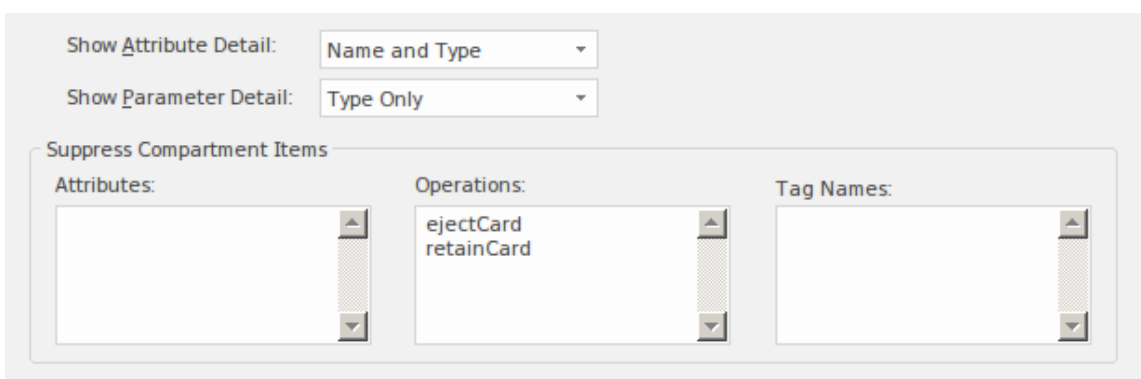 Show Attribute Detail: Name and Type
Show Parameter Detail: Type Only
Suppress Compartment Items
Attributes: Operations: Tag Names:
ejectCard
retainCard